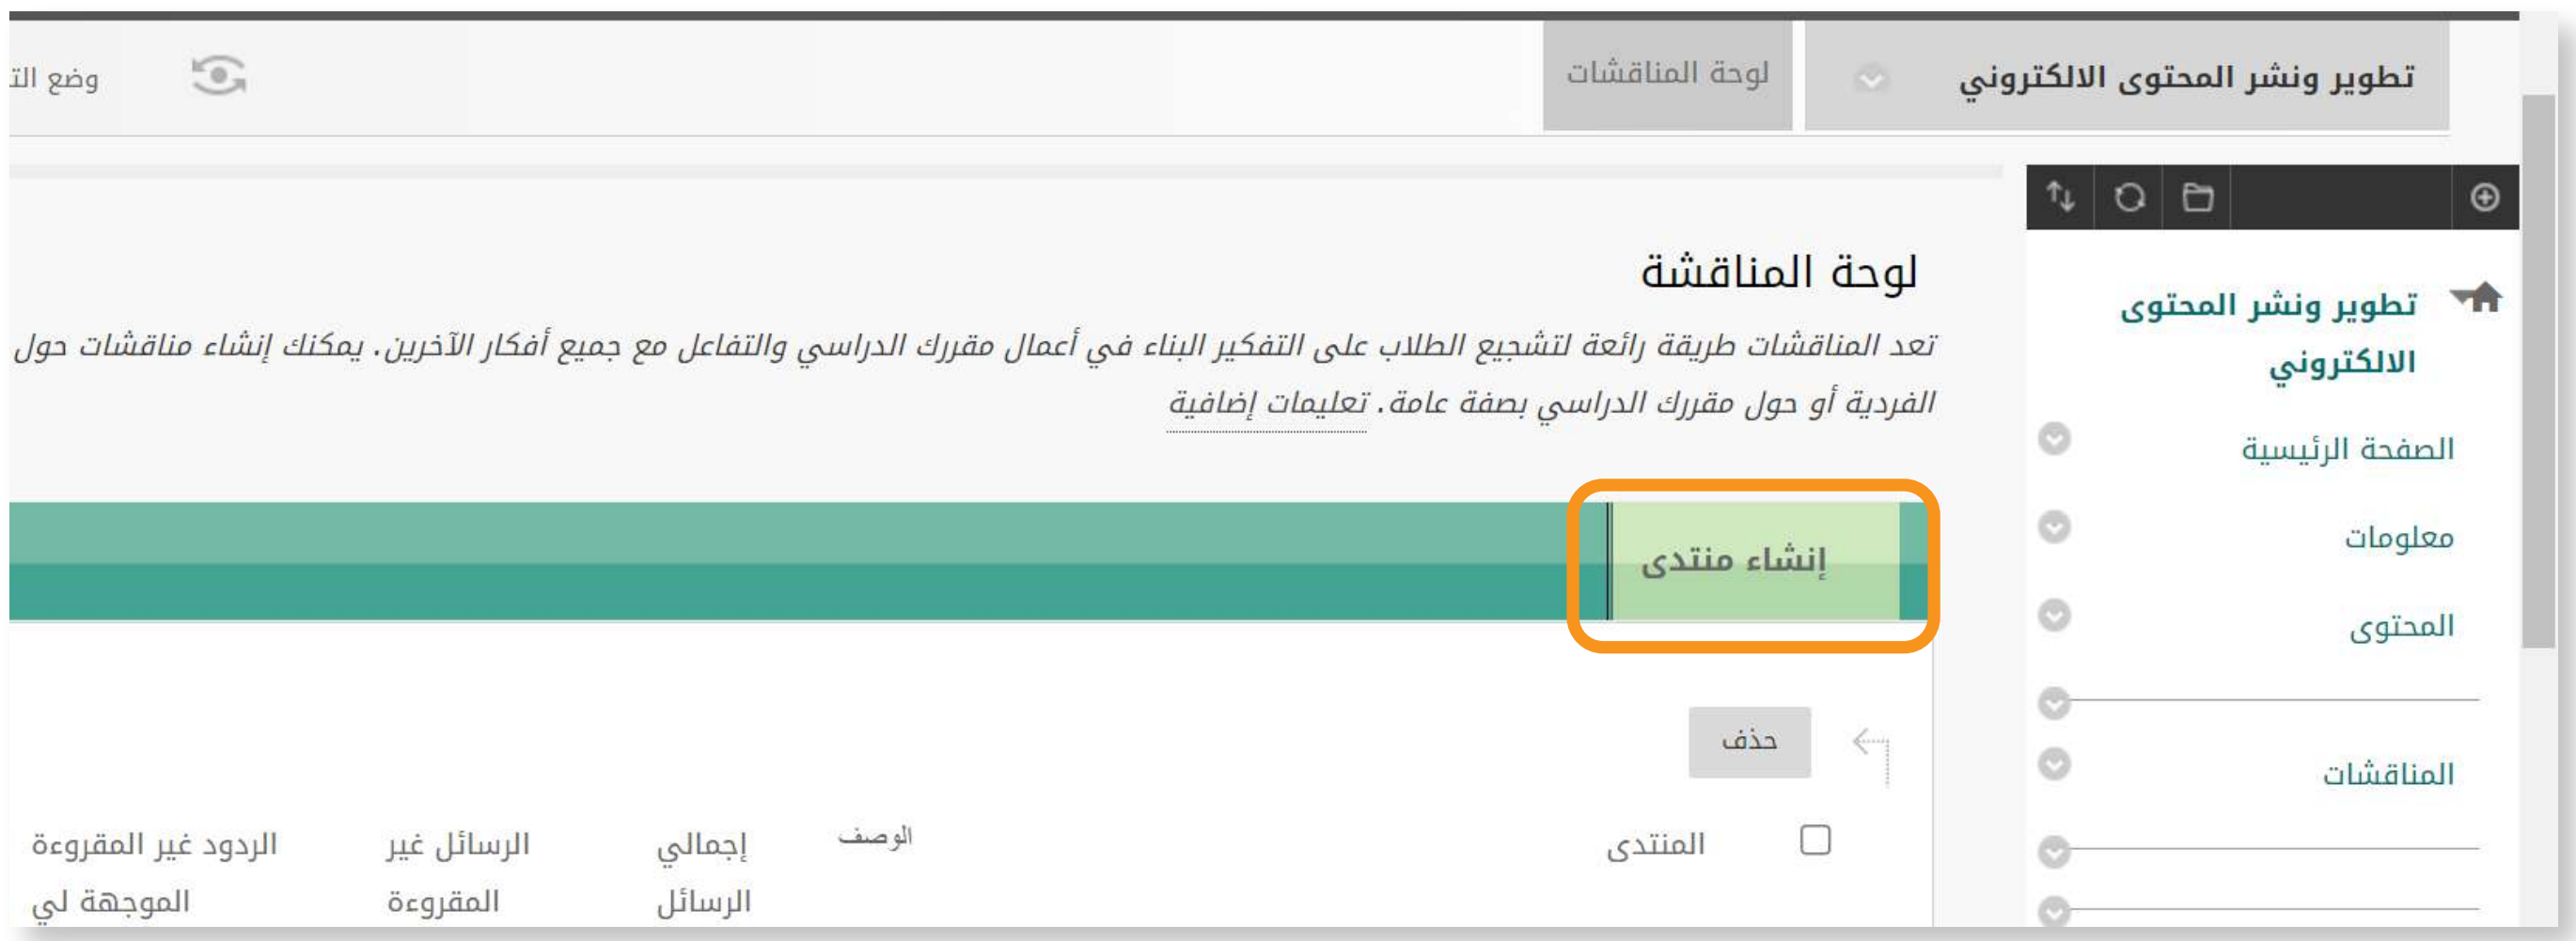 تطوير ونشر المحتوى الالكتروني
لوحة المناقشات
وضع
تطوير ونشر المحتوى
الالكتروني
الصفحة الرئيسية
معلومات
المحتوى
المناقشات
لوحة المناقشة
تعد المناقشات طريقة رائعة لتشجيع الطلاب على التفكير البناء في أعمال مقررك الدراسي والتفاعل مع جميع أفكار الآخرين. يمكنك إنشاء مناقشات حول
الفردية أو حول مقررك الدراسي بصفة عامة. تعليمات إضافية
إنشاء منتدى
حذف
المنتدى
الوصف
إجمالي
الرسائل
الرسائل غير
المقروءة
الردود غير المقروءة
الموجهة لي